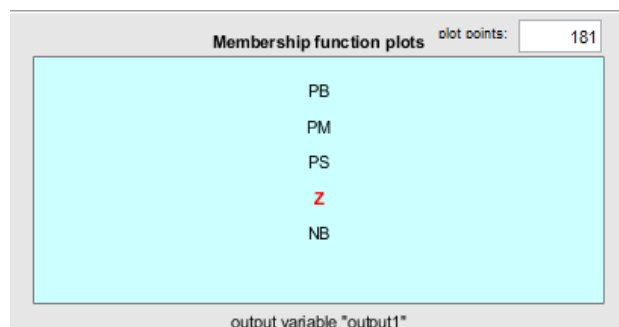 Membership function plots plot points: 181
PB
PM
PS
Z
NB
output variable "output1"